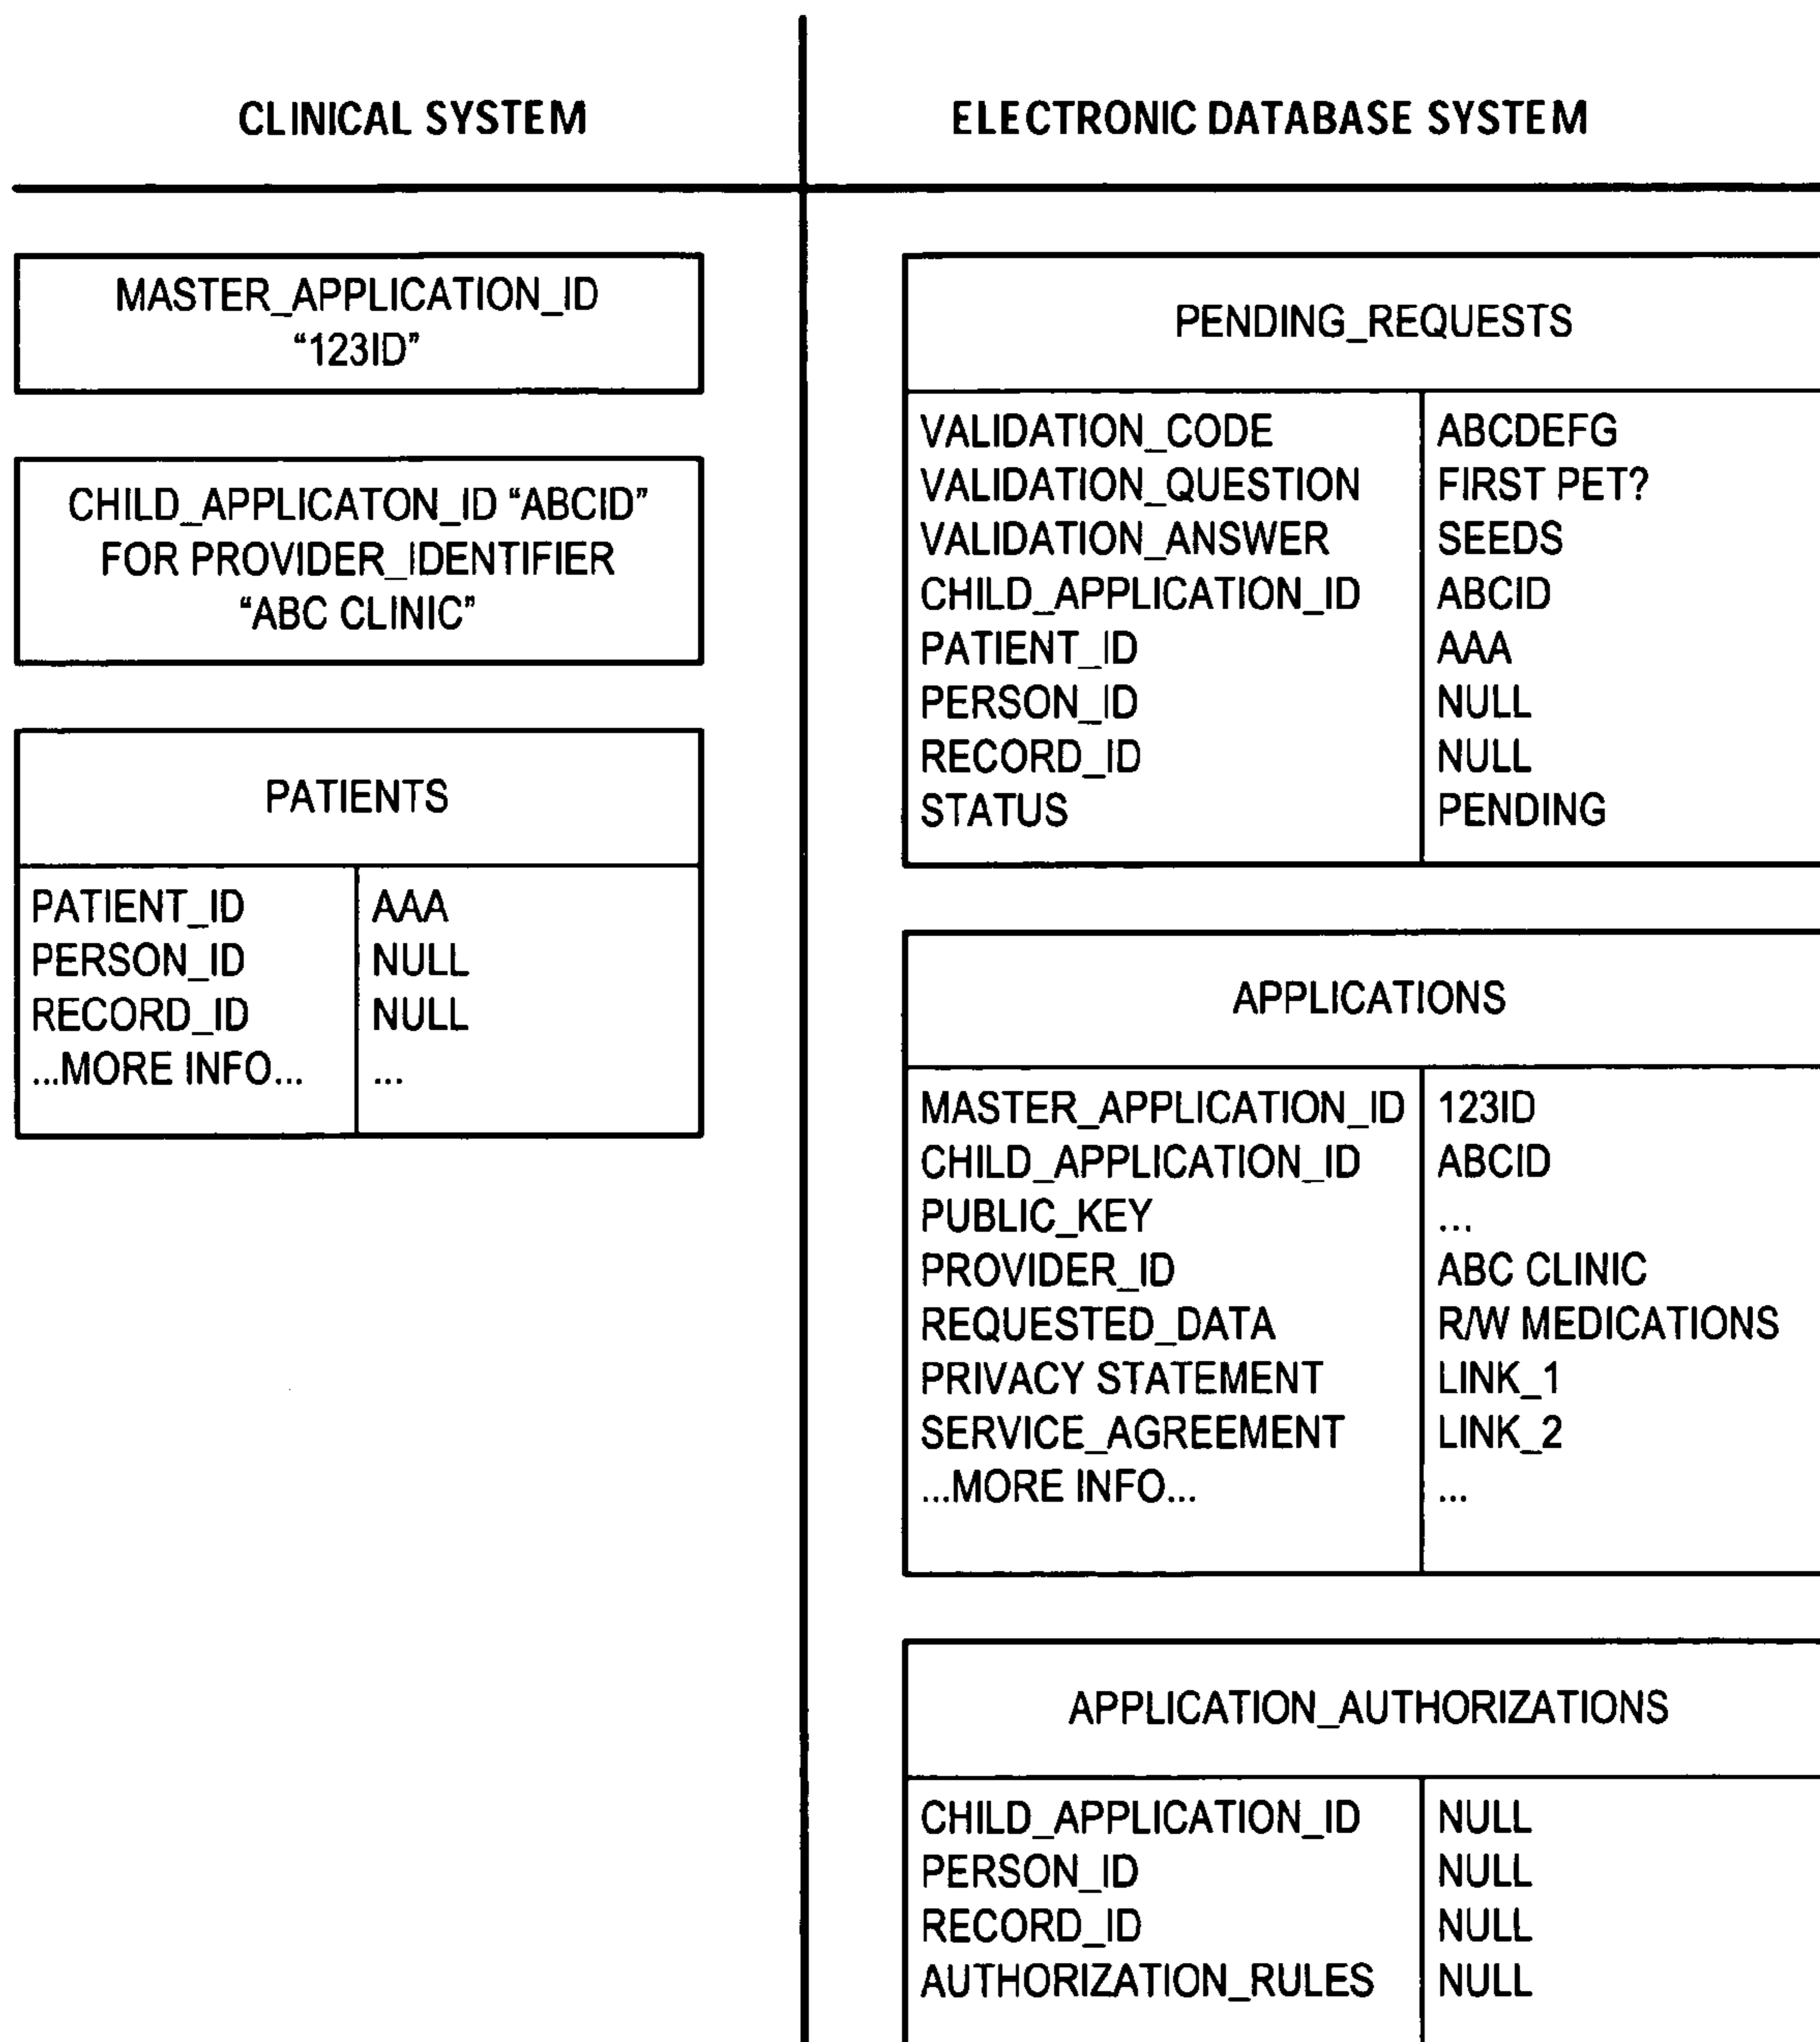 CLINICAL SYSTEM
MASTER_APPLICATION_ID
“123ID”
CHILD_APPLICATON_ID “ABCID”
FOR PROVIDER_IDENTIFIER
“ABC CLINIC”
PATIENTS
PATIENT_ID AAA
PERSON_ID NULL
RECORD_ID NULL
...MORE INFO... ...
ELECTRONIC DATABASE SYSTEM
PENDING_REQUESTS
VALIDATION_CODE ABCDEFG
VALIDATION_QUESTION FIRST PET?
VALIDATION_ANSWER SEEDS
CHILD_APPLICATION_ID ABCID
PATIENT_ID AAA
PERSON_ID NULL
RECORD_ID NULL
STATUS PENDING
APPLICATIONS
MASTER_APPLICATION_ID 123ID
CHILD_APPLICATION_ID ABCID
PUBLIC_KEY ...
PROVIDER_ID ABC CLINIC
REQUESTED_DATA R/W MEDICATIONS
PRIVACY STATEMENT LINK_1
SERVICE_AGREEMENT LINK_2
...MORE INFO... ...
APPLICATION_AUTHORIZATIONS
CHILD_APPLICATION_ID NULL
PERSON_ID NULL
RECORD_ID NULL
AUTHORIZATION_RULES NULL